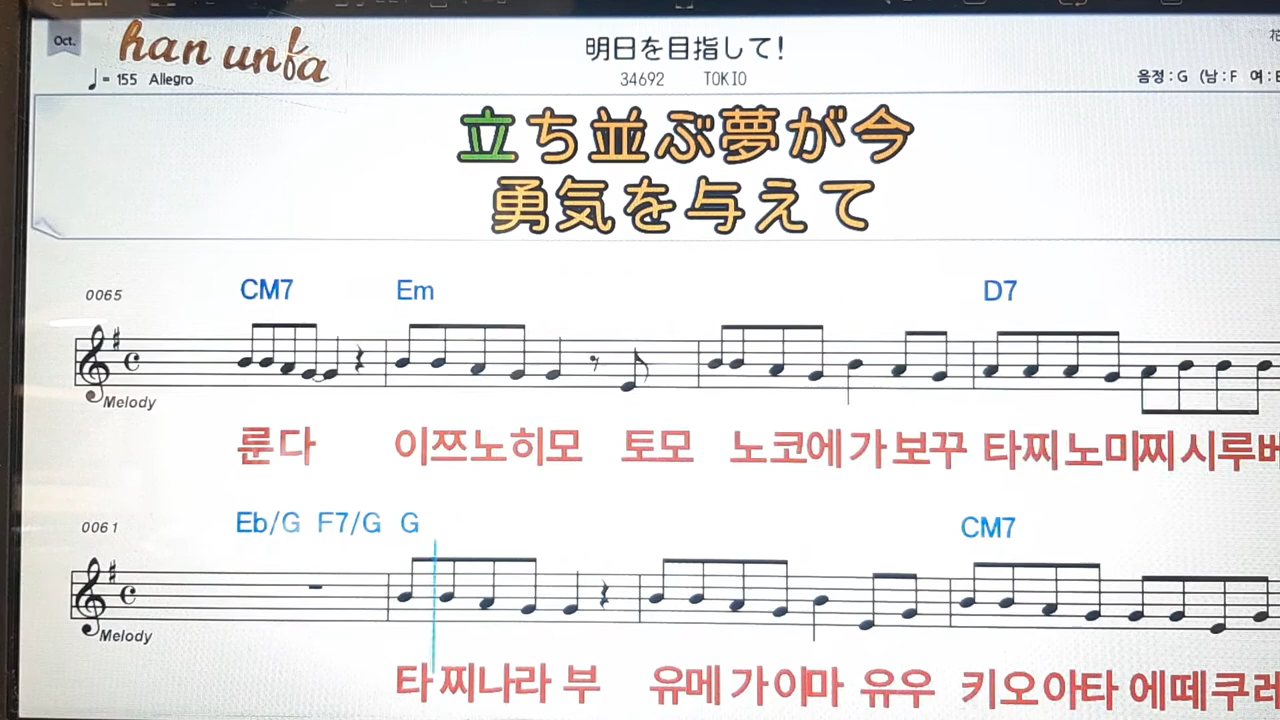 Oct. han unfa
明日を目指して!
♩= 155 Allegro
34692 TOKIO
음정:G (남:F 여:E
立ち並ぶ夢が今
勇気を与えて
0065 CM7 Em D7
Melody
룬다 이쯔노히모 토모 노코에가보꾸 타찌노미찌시루베
0061 Eb/G F7/G G CM7
Melody
타찌나라부 유메가이마 유우 키오아타에떼쿠레